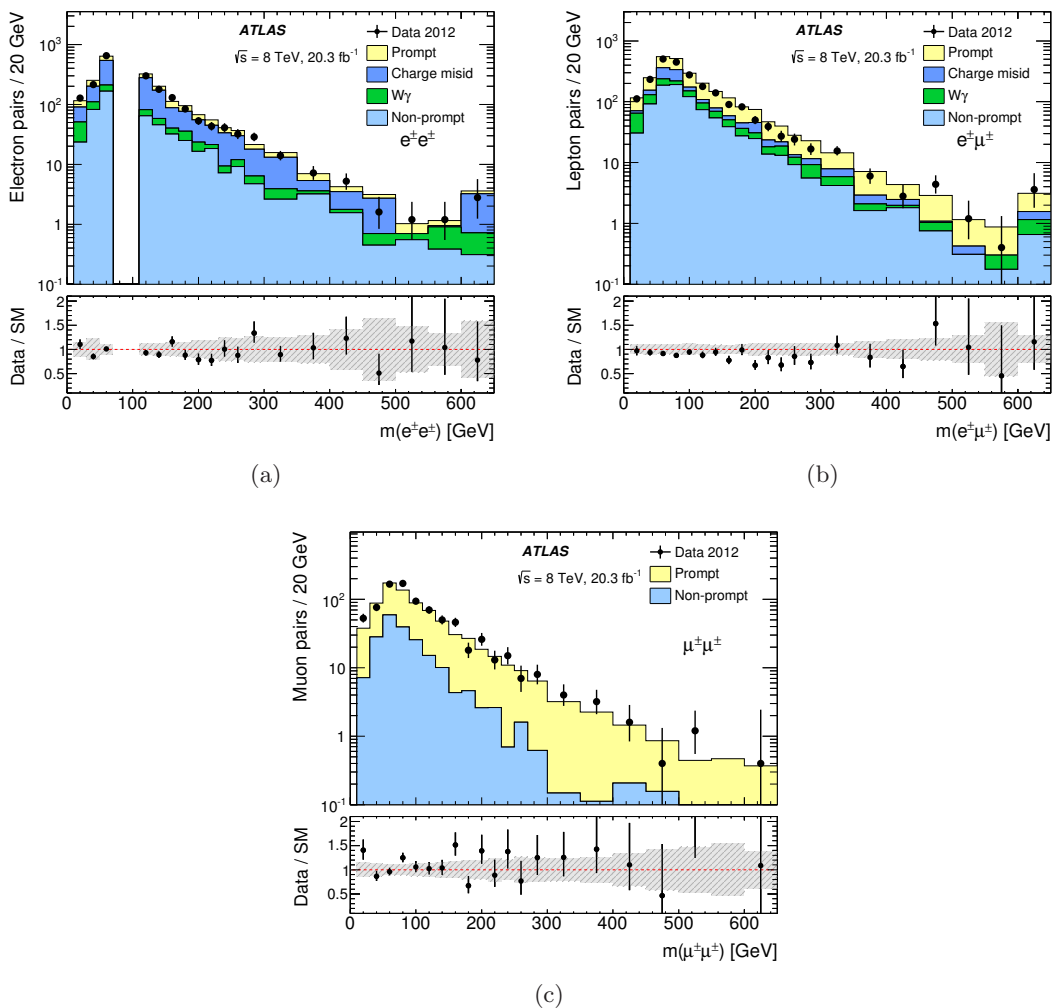 ATLAS
√s = 8 TeV, 20.3 fb⁻¹
Data 2012
Prompt
Charge misid
Wγ
Non-prompt
e±e±
Electron pairs / 20 GeV
10³
10²
10
1
10⁻¹
Data / SM
2
1.5
1
0.5
0 100 200 300 400 500 600
m(e±e±) [GeV]
(a)
ATLAS
√s = 8 TeV, 20.3 fb⁻¹
Data 2012
Prompt
Charge misid
Wγ
Non-prompt
e±μ±
Lepton pairs / 20 GeV
10³
10²
10
1
10⁻¹
Data / SM
2
1.5
1
0.5
0 100 200 300 400 500 600
m(e±μ±) [GeV]
(b)
ATLAS
√s = 8 TeV, 20.3 fb⁻¹
Data 2012
Prompt
Non-prompt
μ±μ±
Muon pairs / 20 GeV
10²
10
1
10⁻¹
Data / SM
2
1.5
1
0.5
0 100 200 300 400 500 600
m(μ±μ±) [GeV]
(c)